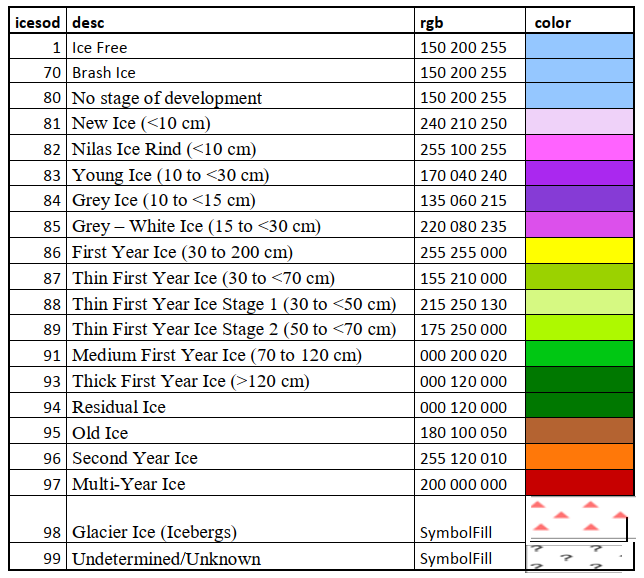 icesod desc rgb color
1 Ice Free 150 200 255
70 Brash Ice 150 200 255
80 No stage of development 150 200 255
81 New Ice (<10 cm) 240 210 250
82 Nilas Ice Rind (<10 cm) 255 100 255
83 Young Ice (10 to <30 cm) 170 040 240
84 Grey Ice (10 to <15 cm) 135 060 215
85 Grey – White Ice (15 to <30 cm) 220 080 235
86 First Year Ice (30 to 200 cm) 255 255 000
87 Thin First Year Ice (30 to <70 cm) 155 210 000
88 Thin First Year Ice Stage 1 (30 to <50 cm) 215 250 130
89 Thin First Year Ice Stage 2 (50 to <70 cm) 175 250 000
91 Medium First Year Ice (70 to 120 cm) 000 200 020
93 Thick First Year Ice (>120 cm) 000 120 000
94 Residual Ice 000 120 000
95 Old Ice 180 100 050
96 Second Year Ice 255 120 010
97 Multi-Year Ice 200 000 000
98 Glacier Ice (Icebergs) SymbolFill
99 Undetermined/Unknown SymbolFill ? ? ? ? ?